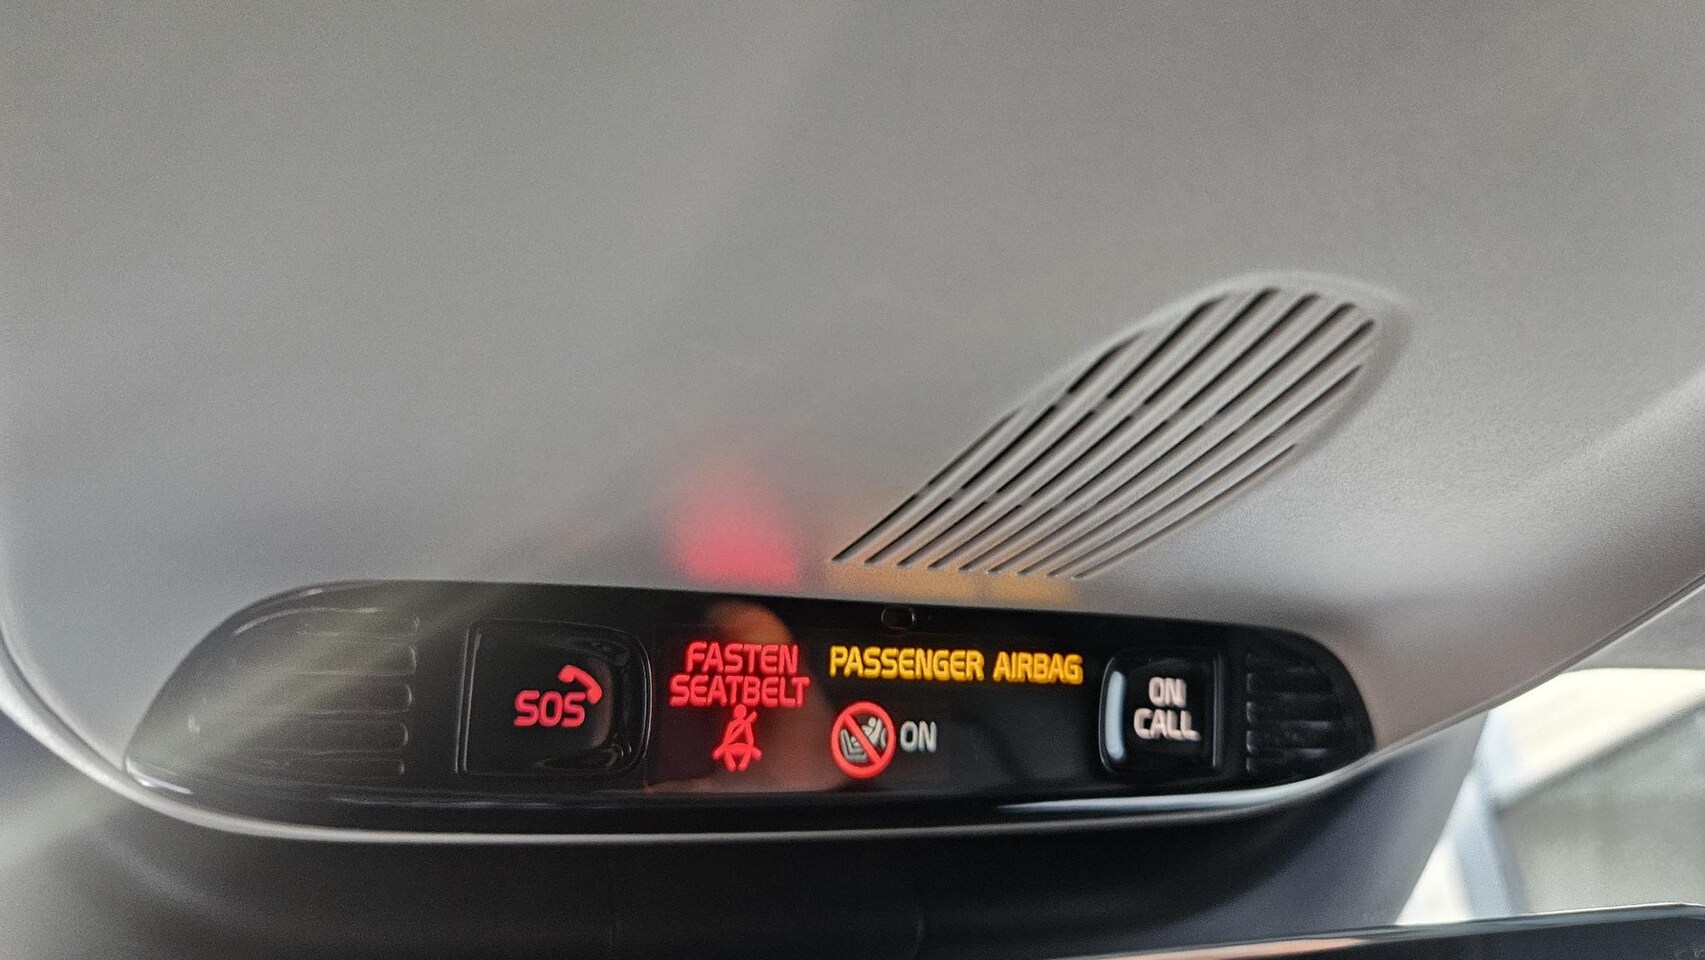 SOS
FASTEN
SEATBELT
PASSENGER AIRBAG
ON
ON
CALL